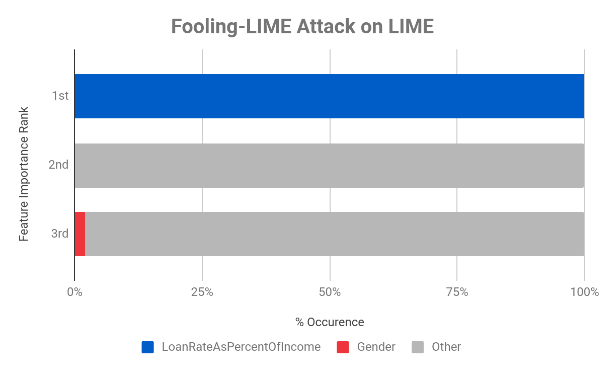 Fooling-LIME Attack on LIME
Feature Importance Rank
1st
2nd
3rd
0%
25%
50%
75%
100%
% Occurence
LoanRateAsPercentOfIncome
Gender
Other